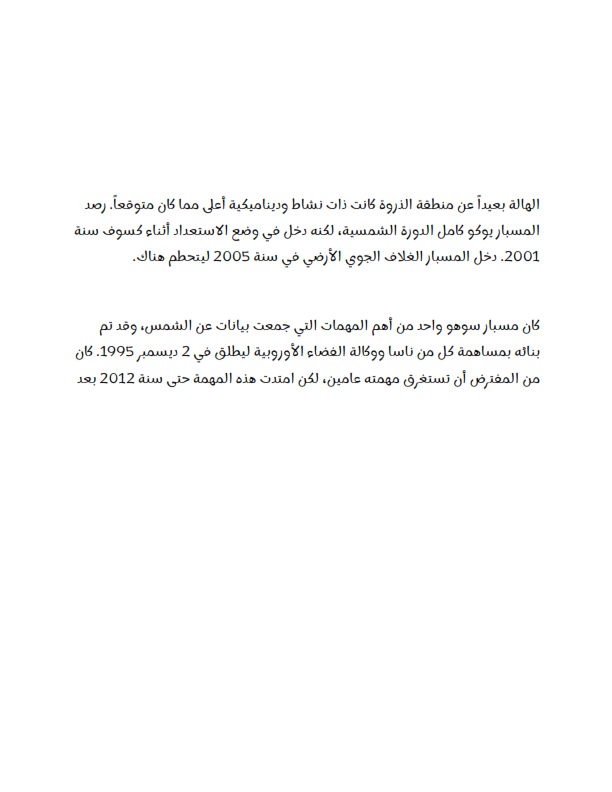 الهالة بعيداً عن منطقة الذروة كانت ذات نشاط وديناميكية أعلى مما كان متوقعاً. رصد
المسبار يوكو كامل الدورة الشمسية، لكنه دخل في وضع الاستعداد أثناء كسوف سنة
2001. دخل المسبار الغلاف الجوي الأرضي في سنة 2005 ليتحطم هناك.
كان مسبار سوهو واحد من أهم المهمات التي جمعت بيانات عن الشمس، وقد تم
بنائه بمساهمة كل من ناسا ووكالة الفضاء الأوروبية ليطلق في 2 ديسمبر 1995. كان
من المفترض أن تستغرق مهمته عامين، لكن امتدت هذه المهمة حتى سنة 2012 بعد